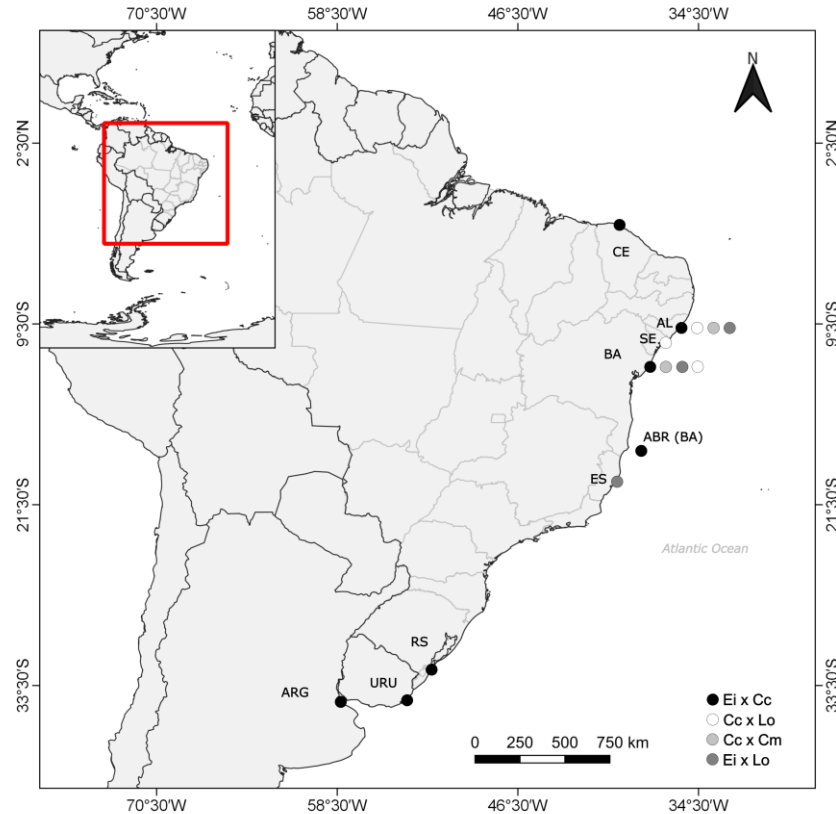 70°30'W 58°30'W 46°30'W 34°30'W
N
2°30'N 2°30'N
CE
9°30'S AL 9°30'S
SE
BA
ABR (BA)
ES
21°30'S 21°30'S
Atlantic Ocean
RS
URU
ARG
33°30'S 33°30'S
Ei x Cc
Cc x Lo
Cc x Cm
Ei x Lo
0 250 500 750 km
70°30'W 58°30'W 46°30'W 34°30'W